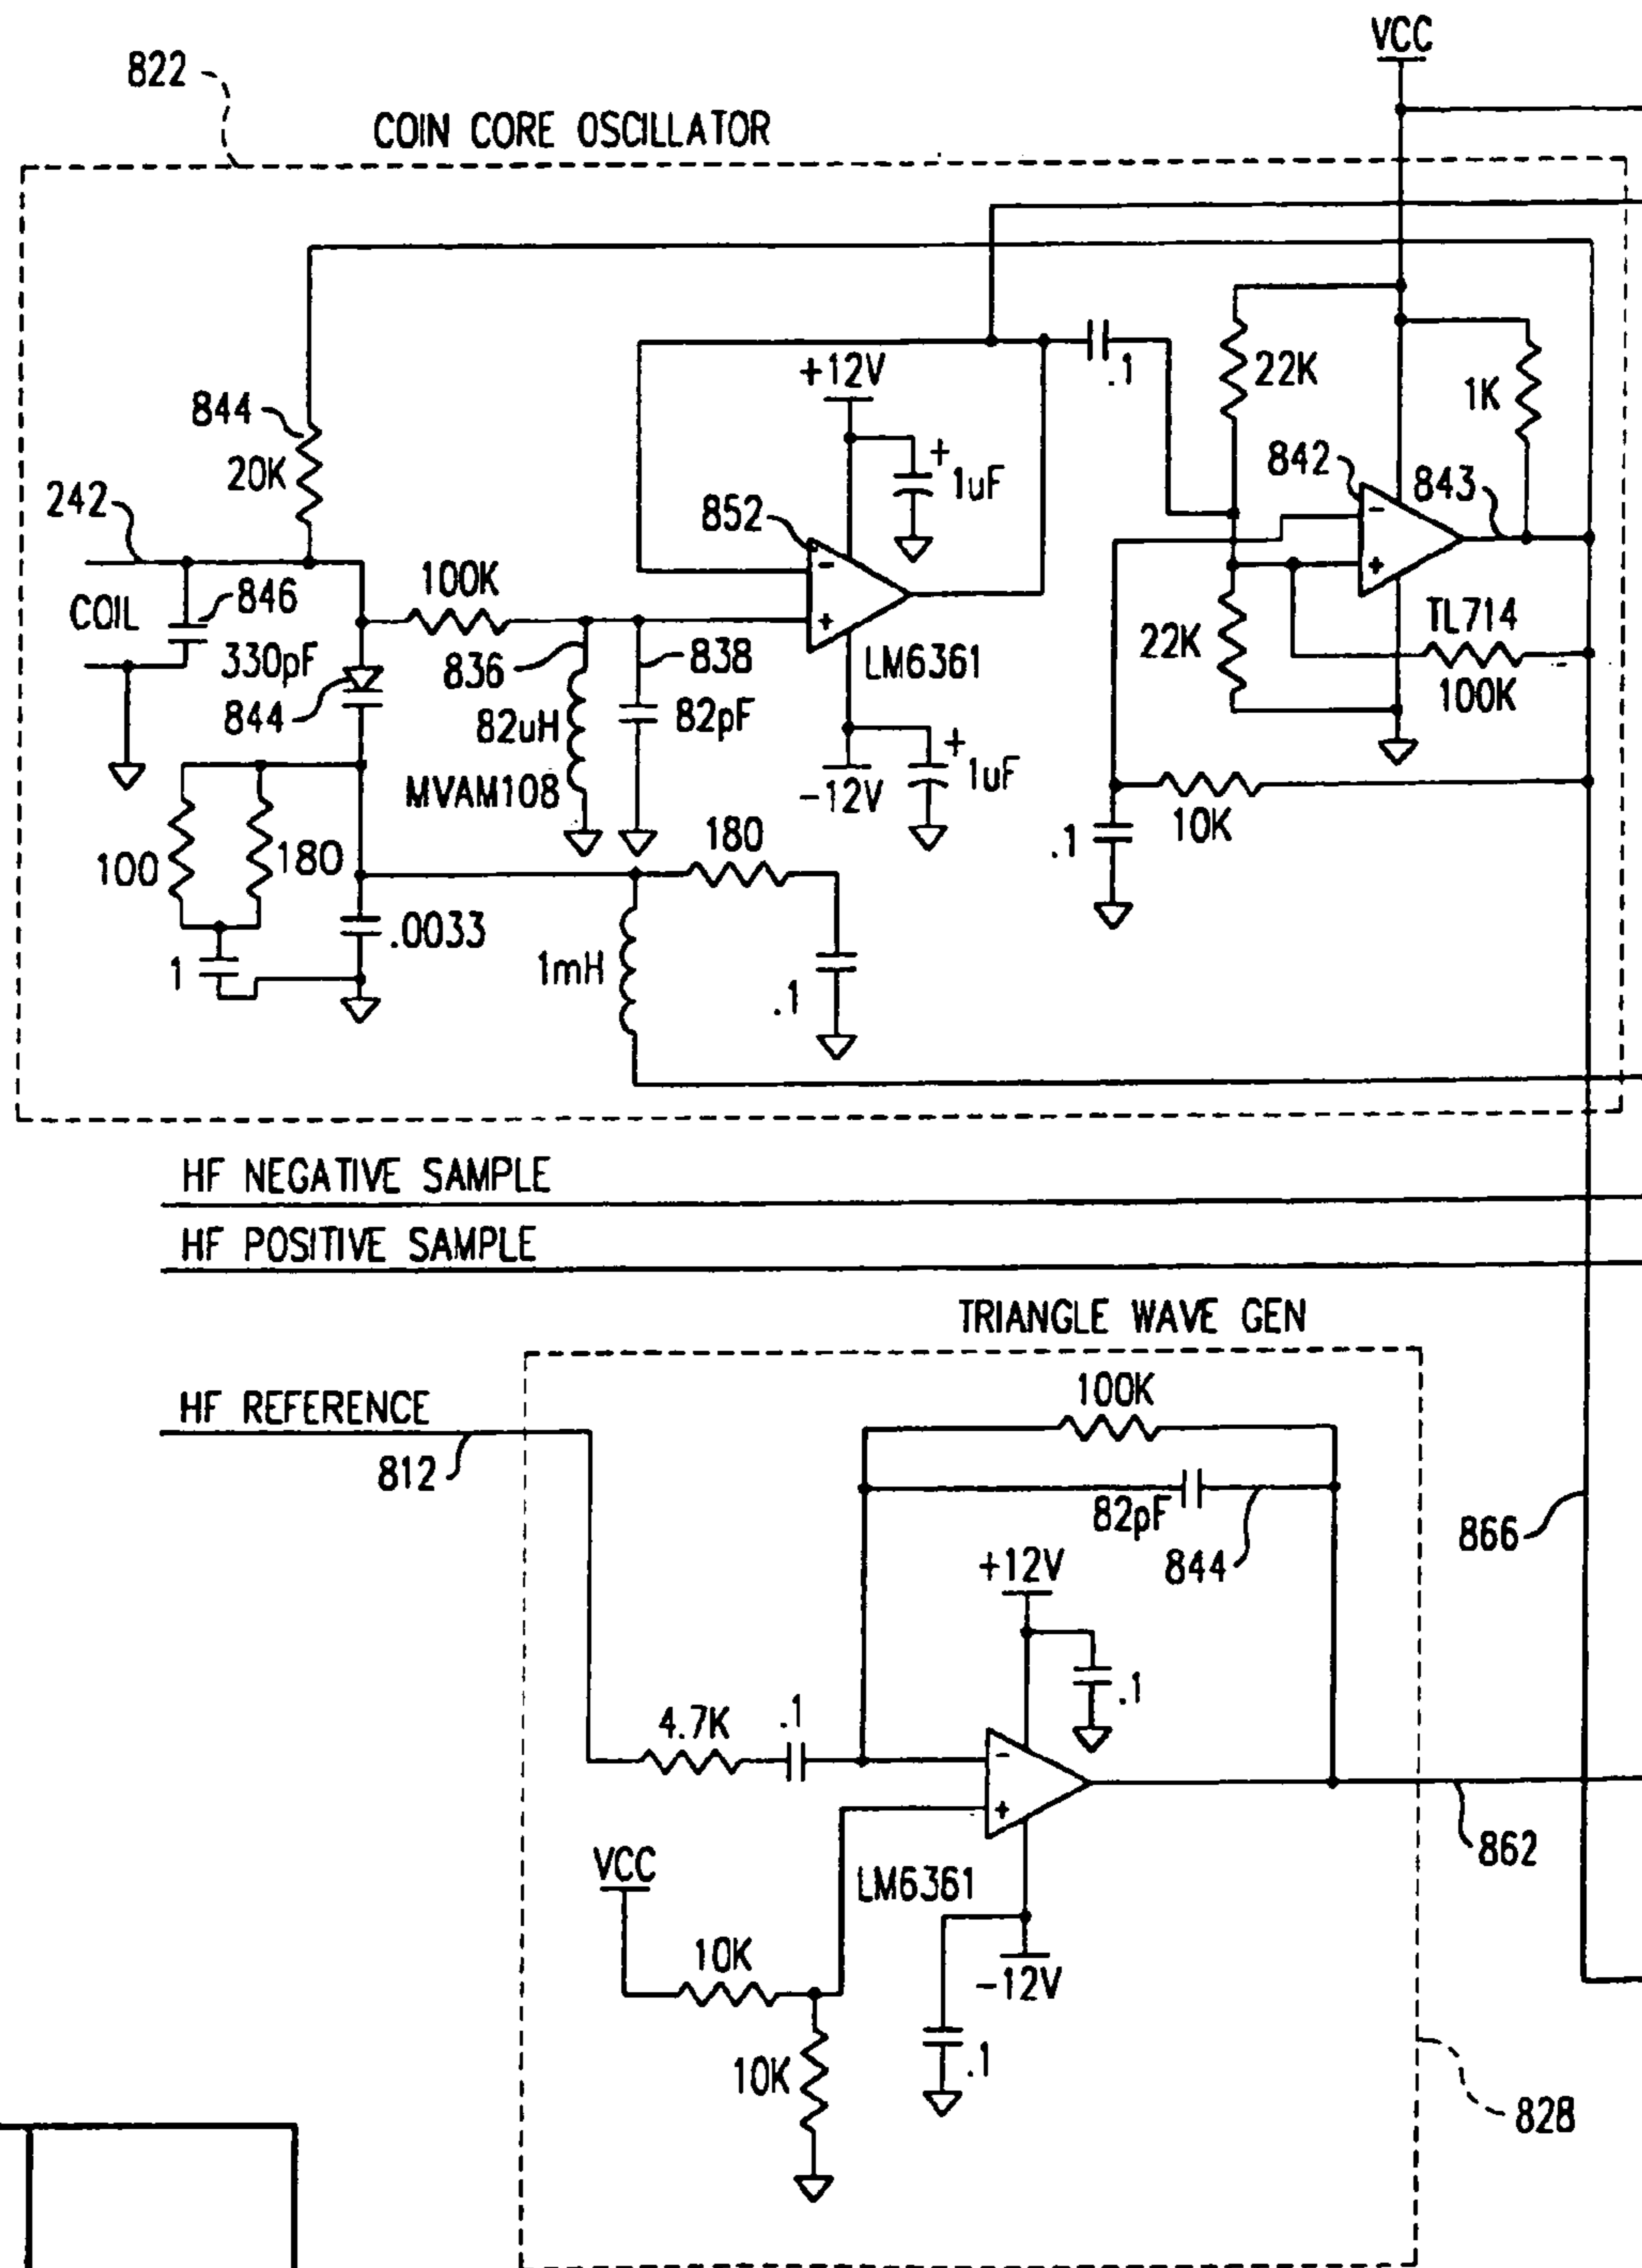 VCC
822
COIN CORE OSCILLATOR
+12V
.1
22K
1K
844
20K
842
843
+
1uF
242
852
-
-
100K
846
COIL
+
+
TL714
836
838
LM6361
22K
330pF
100K
844
82uH
82pF
+
MVAM108
-12V
1uF
10K
180
.1
100
180
.0033
1mH
1
.1
HF NEGATIVE SAMPLE
HF POSITIVE SAMPLE
TRIANGLE WAVE GEN
HF REFERENCE
100K
812
82pF
866
844
+12V
.1
4.7K
.1
-
+
862
VCC
LM6361
10K
-12V
10K
.1
828